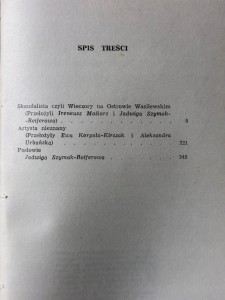 SPIS TREŚCI
Skandalista czyli Wieczory na Ostrowie Wasilewskim
(Przełożyli Ireneusz Maślarz i Jadwiga Szymak-
-Reiferowa) . . . . . . . . . . . 5
Artysta nieznany
(Przełożyły Ewa Korpała-Kirszak i Aleksandra
Urbańska) . . . . . . . . . . . 221
Posłowie
Jadwiga Szymak-Reiferowa . . . . . . . 345